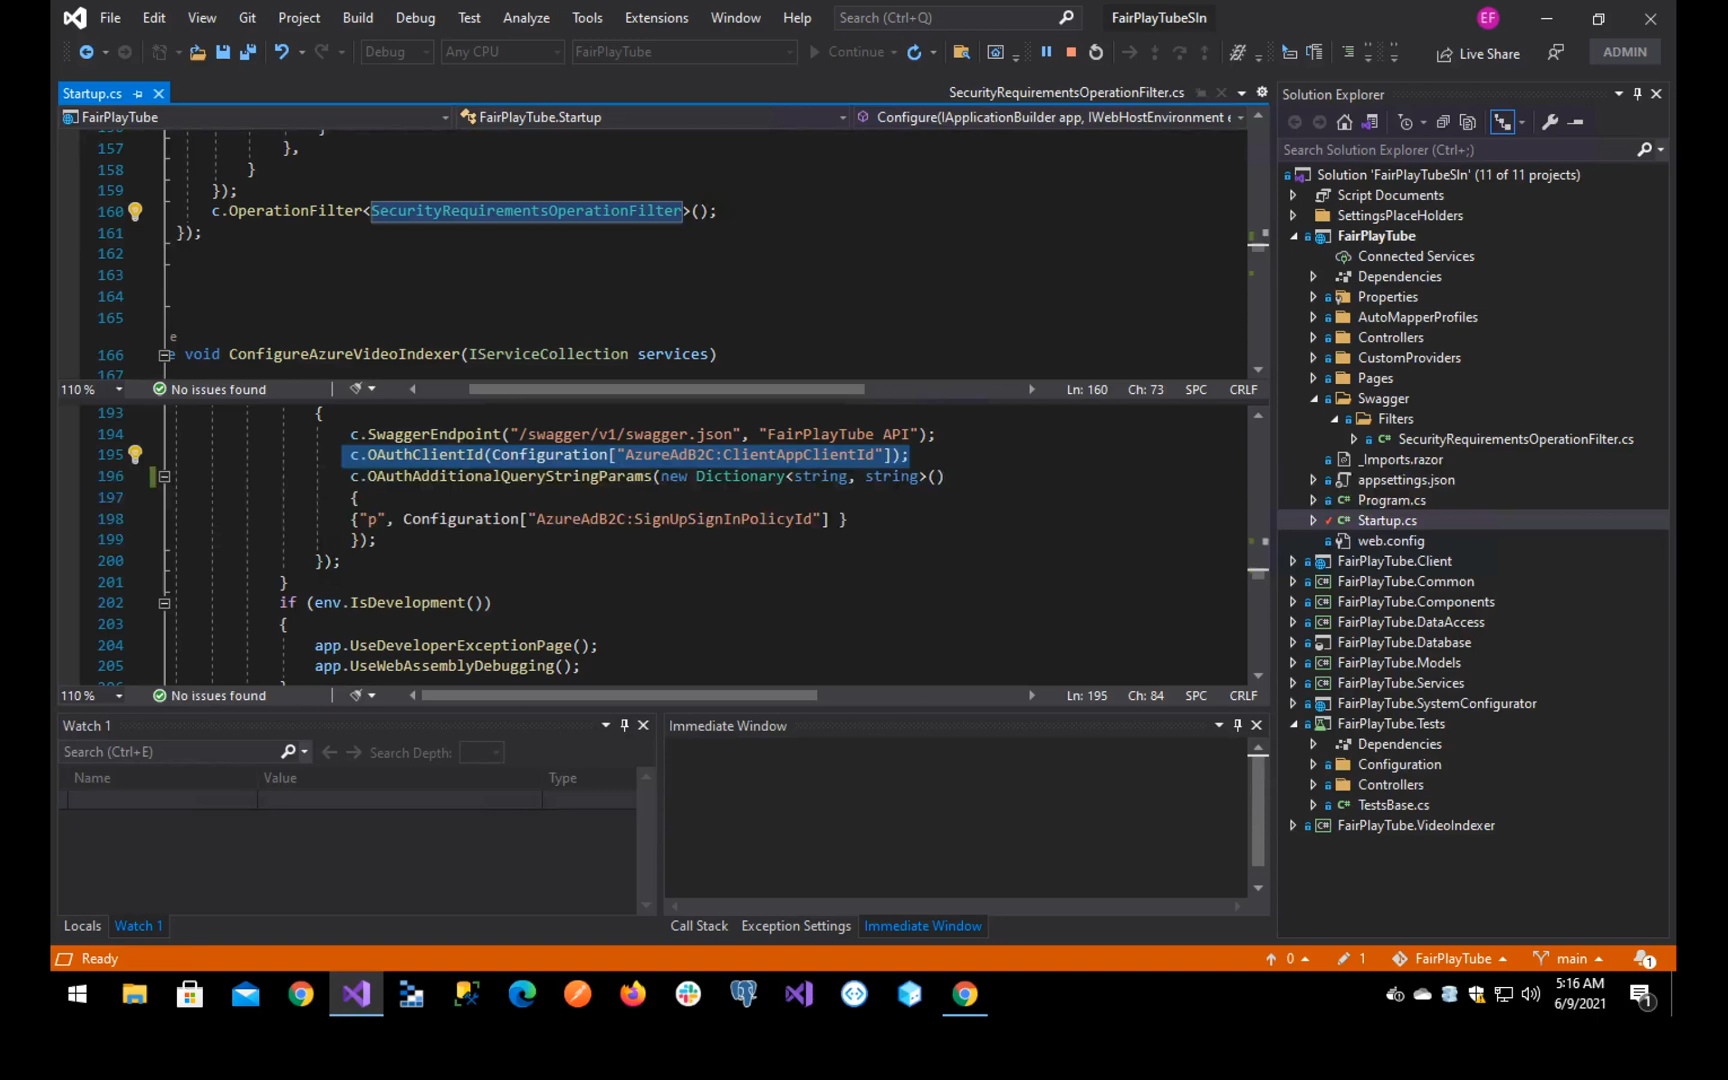 File Edit View Git Project Build Debug Test Analyze Tools Extensions Window Help Search (Ctrl+Q) FairPlayTubeSln EF
Debug Any CPU FairPlayTube Continue Live Share ADMIN
Startup.cs SecurityRequirementsOperationFilter.cs
FairPlayTube FairPlayTube.Startup Configure(IApplicationBuilder app, IWebHostEnvironment e
157 },
158 }
159 });
160 c.OperationFilter<SecurityRequirementsOperationFilter>();
161 });
162
163
164
165
e
166 e void ConfigureAzureVideoIndexer(IServiceCollection services)
167
110 % No issues found Ln: 160 Ch: 73 SPC CRLF
193 {
194 c.SwaggerEndpoint("/swagger/v1/swagger.json", "FairPlayTube API");
195 c.OAuthClientId(Configuration["AzureAdB2C:ClientAppClientId"]);
196 c.OAuthAdditionalQueryStringParams(new Dictionary<string, string>()
197 {
198 {"p", Configuration["AzureAdB2C:SignUpSignInPolicyId"] }
199 });
200 });
201 }
202 if (env.IsDevelopment())
203 {
204 app.UseDeveloperExceptionPage();
205 app.UseWebAssemblyDebugging();
110 % No issues found Ln: 195 Ch: 84 SPC CRLF
Watch 1
Search (Ctrl+E) Search Depth:
Name Value Type
Locals Watch 1
Immediate Window
Call Stack Exception Settings Immediate Window
Solution Explorer
Search Solution Explorer (Ctrl+;)
Solution 'FairPlayTubeSln' (11 of 11 projects)
Script Documents
SettingsPlaceHolders
FairPlayTube
Connected Services
Dependencies
Properties
AutoMapperProfiles
Controllers
CustomProviders
Pages
Swagger
Filters
SecurityRequirementsOperationFilter.cs
_Imports.razor
appsettings.json
Program.cs
Startup.cs
web.config
FairPlayTube.Client
FairPlayTube.Common
FairPlayTube.Components
FairPlayTube.DataAccess
FairPlayTube.Database
FairPlayTube.Models
FairPlayTube.Services
FairPlayTube.SystemConfigurator
FairPlayTube.Tests
Dependencies
Configuration
Controllers
TestsBase.cs
FairPlayTube.VideoIndexer
Ready 0 1 FairPlayTube main 1
5:16 AM
6/9/2021
1